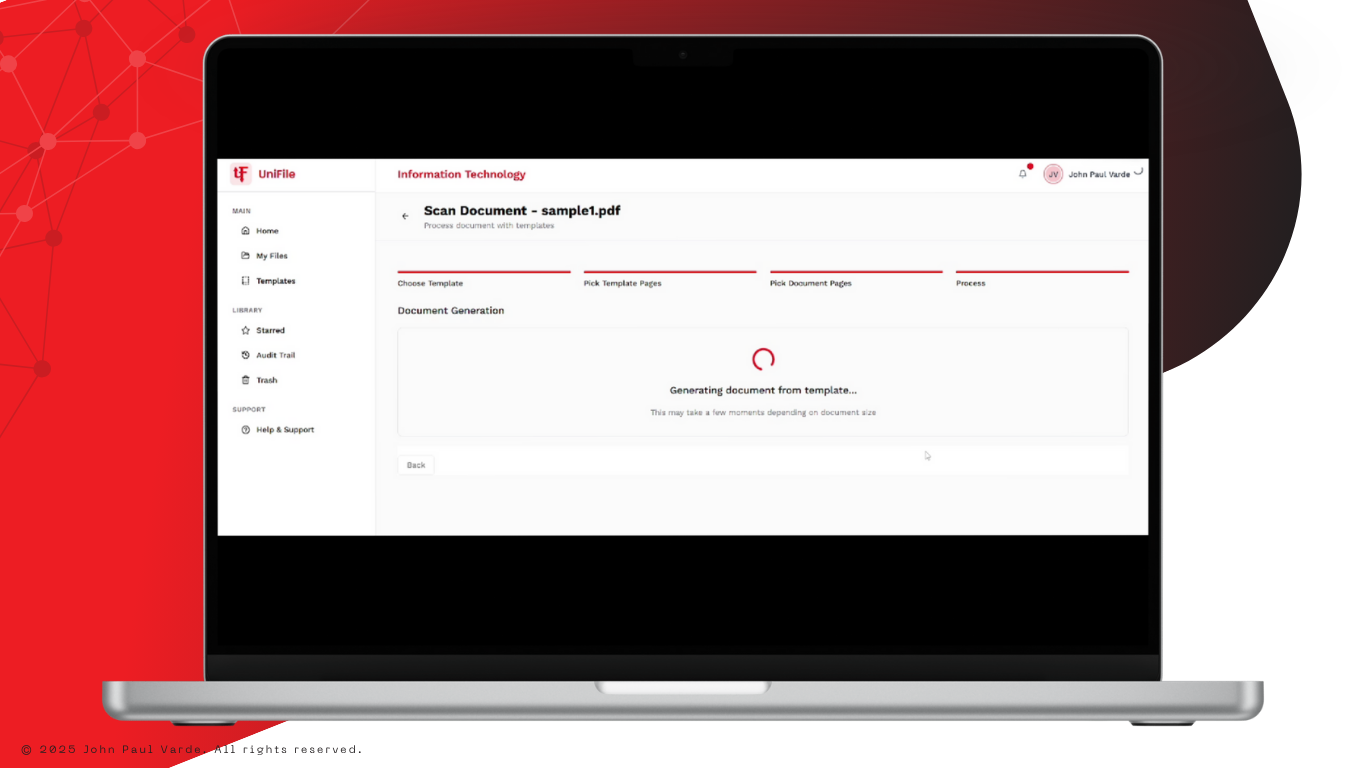 UniFile
Information Technology
JV
John Paul Varde
MAIN
Home
My Files
Templates
LIBRARY
Starred
Audit Trail
Trash
SUPPORT
Help & Support
Scan Document - sample1.pdf
Process document with templates
Choose Template
Pick Template Pages
Pick Document Pages
Process
Document Generation
Generating document from template...
This may take a few moments depending on document size
Back
© 2025 John Paul Varde. All rights reserved.